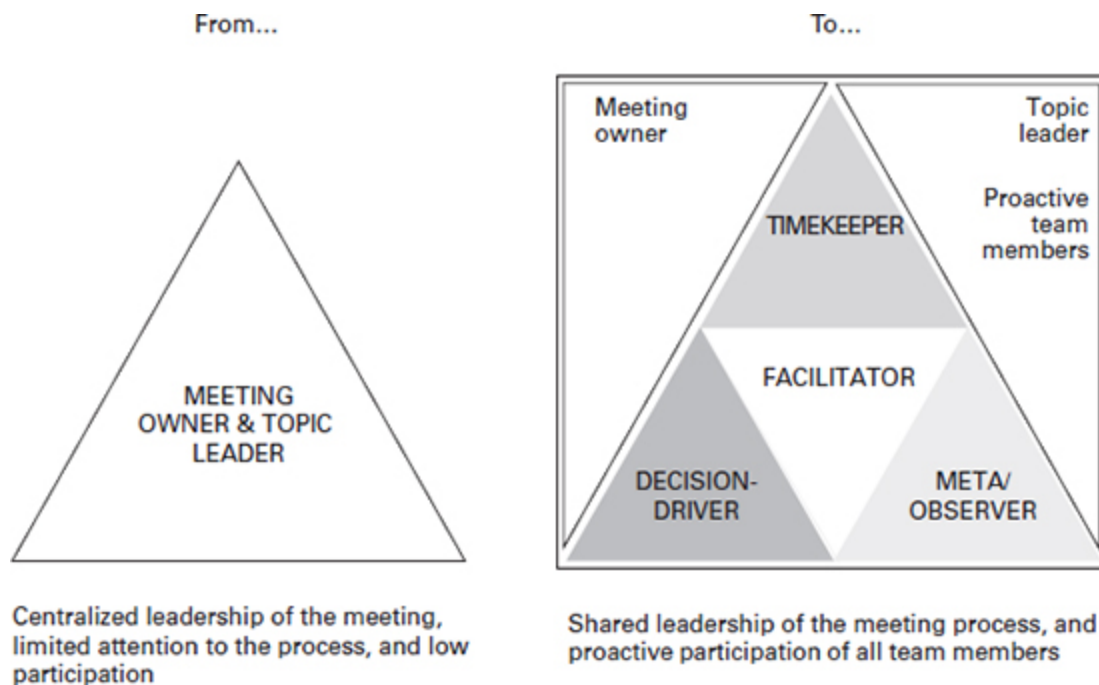 From...
To...
MEETING
OWNER & TOPIC
LEADER
Centralized leadership of the meeting,
limited attention to the process, and low
participation
Meeting
owner
Topic
leader
Proactive
team
members
TIMEKEEPER
FACILITATOR
DECISION-
DRIVER
META/
OBSERVER
Shared leadership of the meeting process, and
proactive participation of all team members